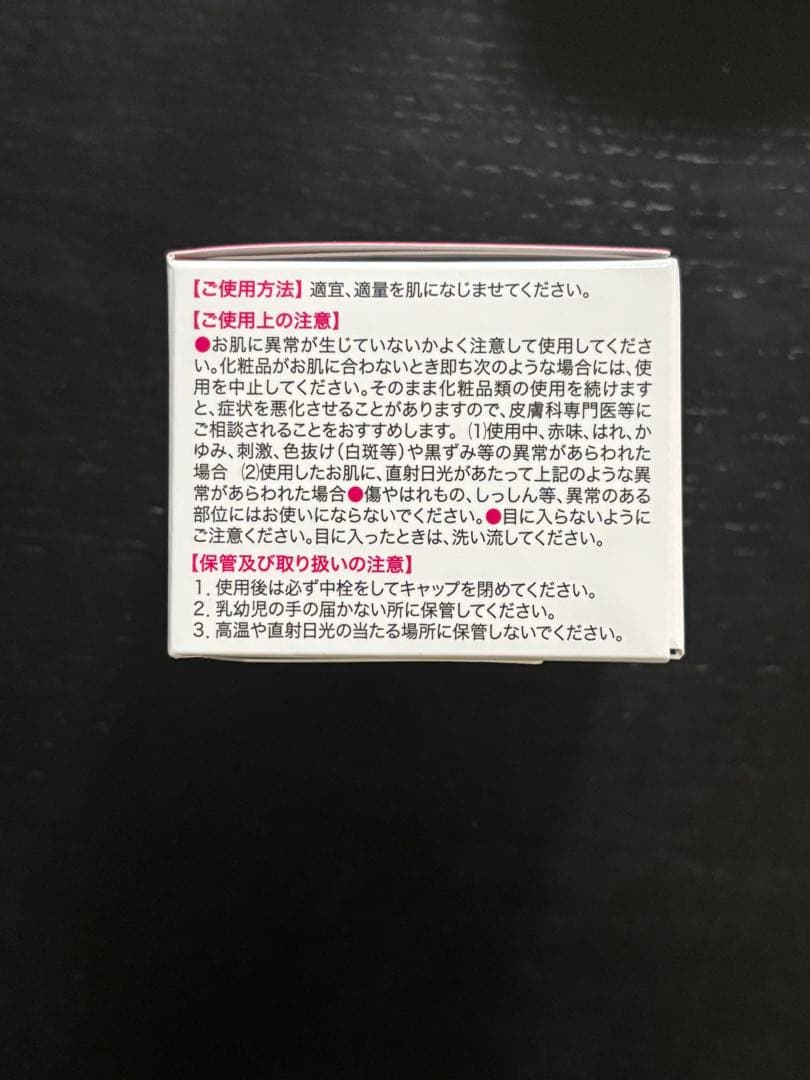 【ご使用方法】適宜、適量を肌になじませてください。
【ご使用上の注意】
●お肌に異常が生じていないかよく注意して使用してくださ
い。化粧品がお肌に合わないとき即ち次のような場合には、使
用を中止してください。そのまま化粧品類の使用を続けます
と、症状を悪化させることがありますので、皮膚科専門医等に
ご相談されることをおすすめします。(1)使用中、赤味、はれ、か
ゆみ、刺激、色抜け(白斑等)や黒ずみ等の異常があらわれた
場合 (2)使用したお肌に、直射日光があたって上記のような異
常があらわれた場合●傷やはれもの、しっしん等、異常のある
部位にはお使いにならないでください。●目に入らないように
ご注意ください。目に入ったときは、洗い流してください。
【保管及び取り扱いの注意】
1. 使用後は必ず中栓をしてキャップを閉めてください。
2. 乳幼児の手の届かない所に保管してください。
3. 高温や直射日光の当たる場所に保管しないでください。